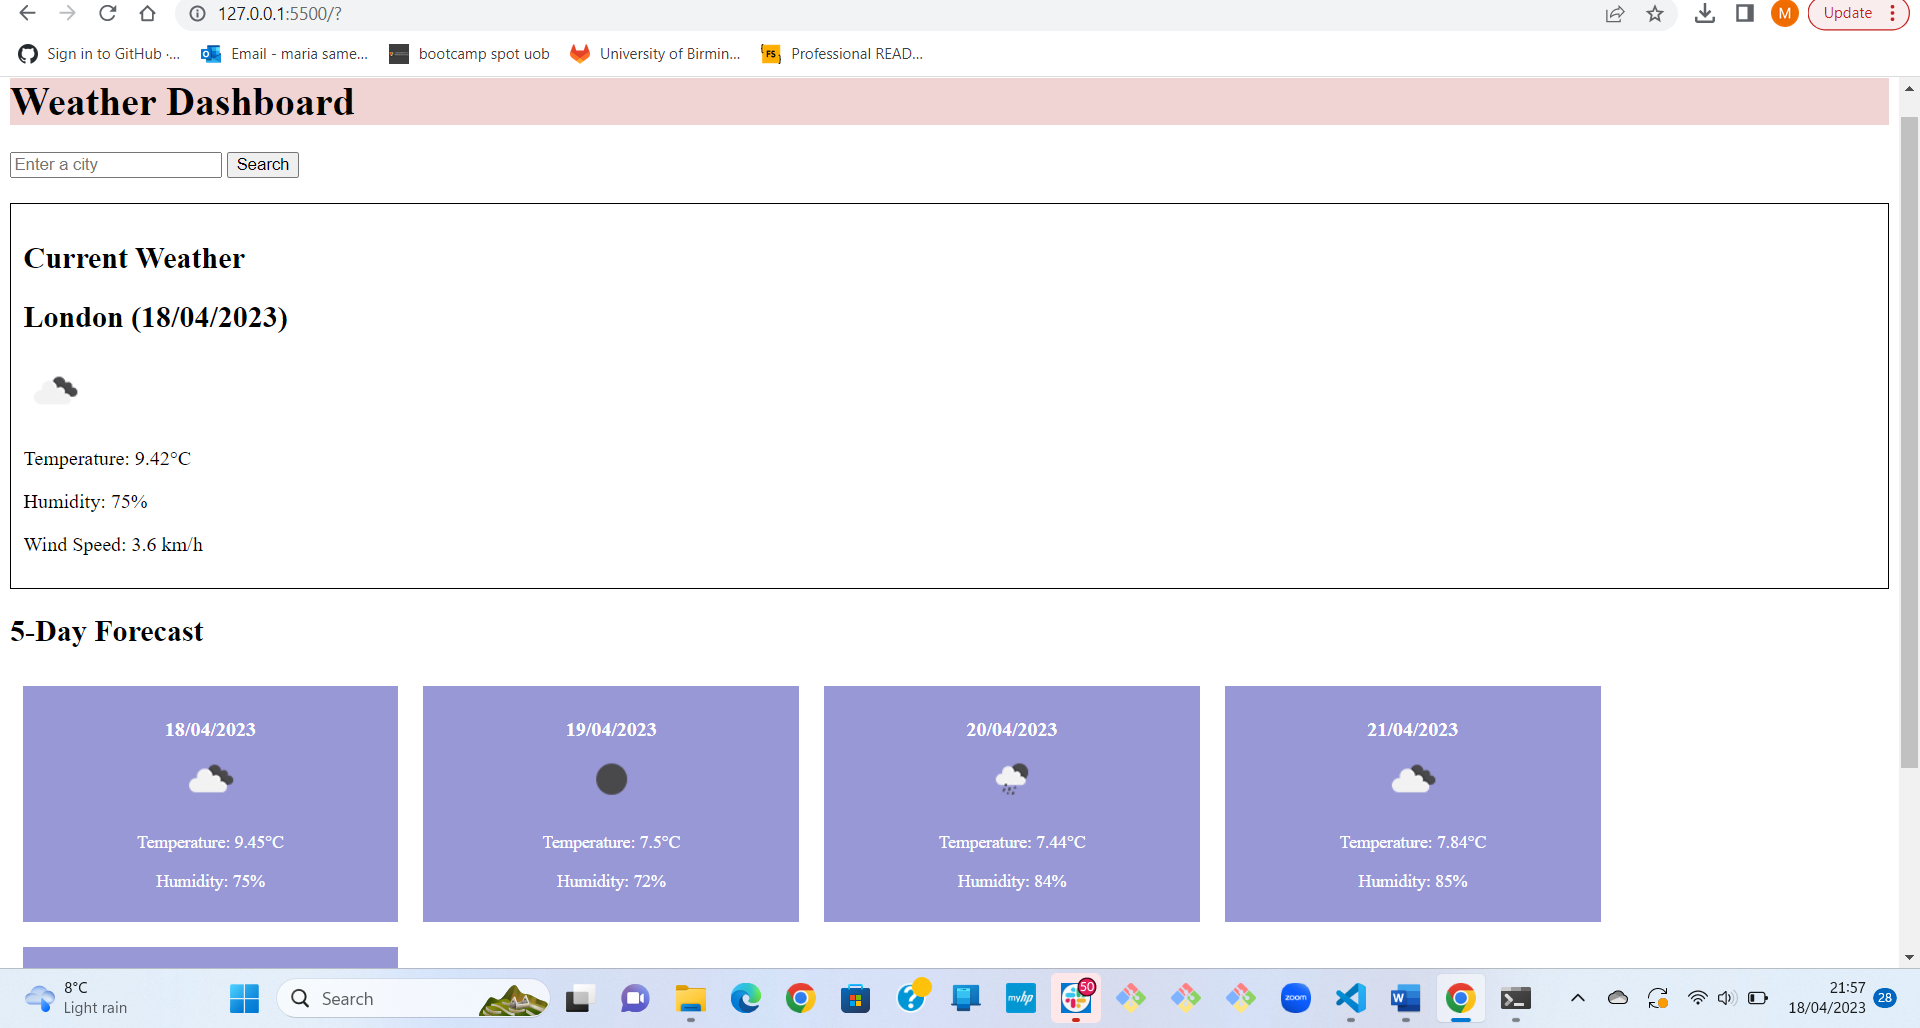 127.0.0.1:5500/?
M
Update
Sign in to GitHub ·...
Email - maria same...
bootcamp spot uob
University of Birmin...
FS
Professional READ...
Weather Dashboard
Enter a city
Search
Current Weather
London (18/04/2023)
Temperature: 9.42°C
Humidity: 75%
Wind Speed: 3.6 km/h
5-Day Forecast
18/04/2023
Temperature: 9.45°C
Humidity: 75%
19/04/2023
Temperature: 7.5°C
Humidity: 72%
20/04/2023
Temperature: 7.44°C
Humidity: 84%
21/04/2023
Temperature: 7.84°C
Humidity: 85%
8°C
Light rain
Search
myhp
50
zoom
W
21:57
18/04/2023
28